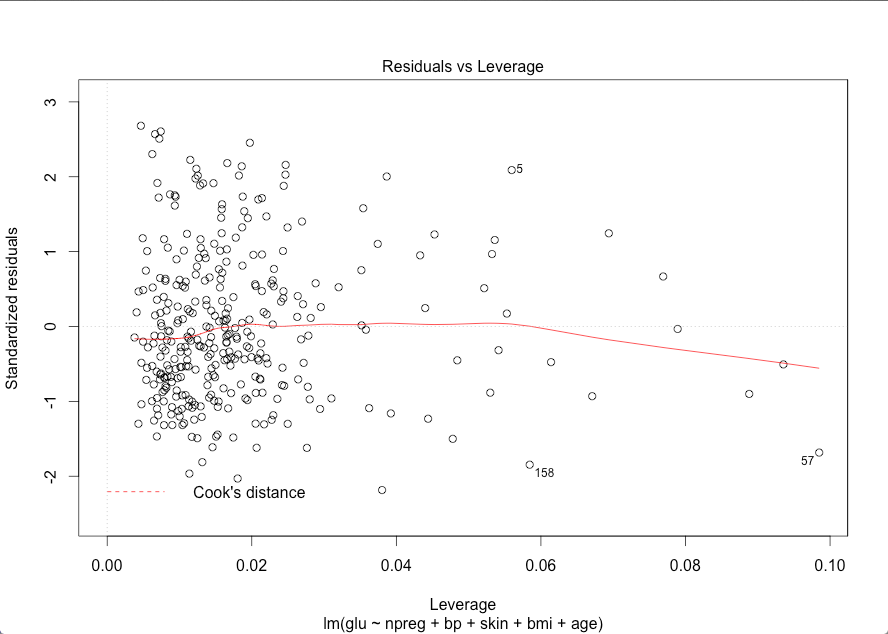 Residuals vs Leverage
Standardized residuals
3
2
1
0
-1
-2
5
158
57
Cook's distance
0.00 0.02 0.04 0.06 0.08 0.10
Leverage
lm(glu ~ npreg + bp + skin + bmi + age)